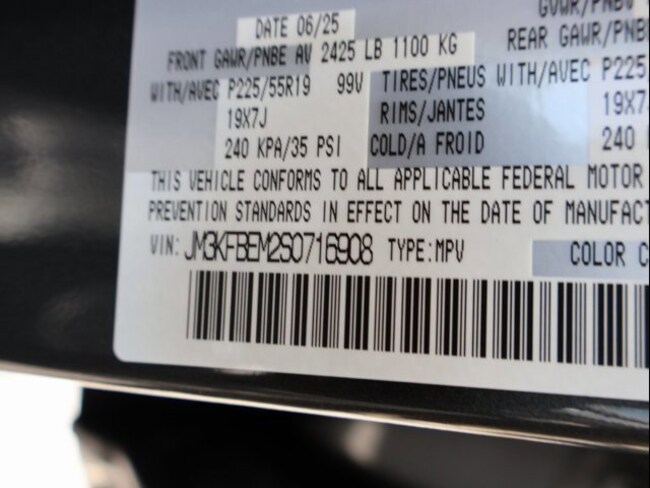 DATE 06/25
GVWR/PNBV
FRONT GAWR/PNBE AV 2425 LB 1100 KG
REAR GAWR/PNB
WITH/AVEC P225/55R19 99V TIRES/PNEUS WITH/AVEC P225
19X7J RIMS/JANTES 19X7
240 KPA/35 PSI COLD/A FROID 240
THIS VEHICLE CONFORMS TO ALL APPLICABLE FEDERAL MOTOR
PREVENTION STANDARDS IN EFFECT ON THE DATE OF MANUFACT
VIN: JM3KFBEM2S0716908 TYPE:MPV
COLOR C